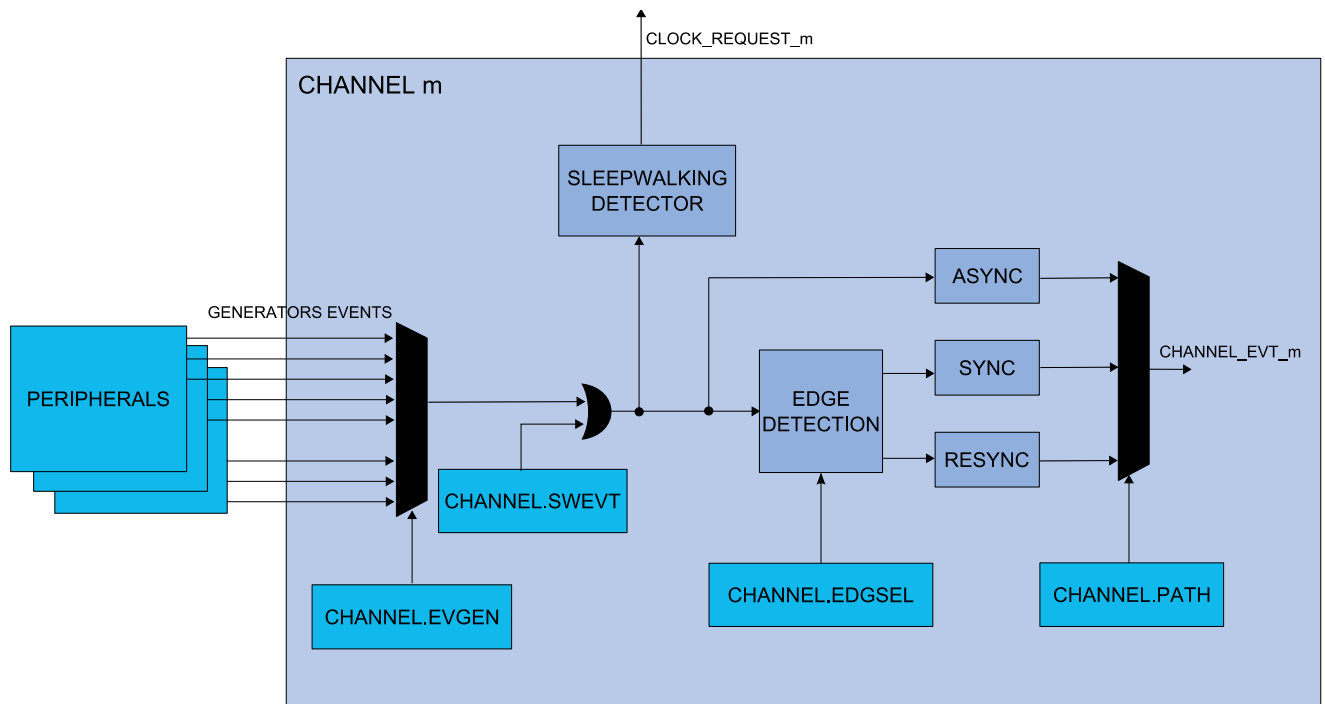 CLOCK_REQUEST_m
CHANNEL m
SLEEPWALKING
DETECTOR
ASYNC
GENERATORS EVENTS
CHANNEL_EVT_m
SYNC
PERIPHERALS
EDGE
DETECTION
RESYNC
CHANNEL.SWEVT
CHANNEL.EDGSEL
CHANNEL.PATH
CHANNEL.EVGEN